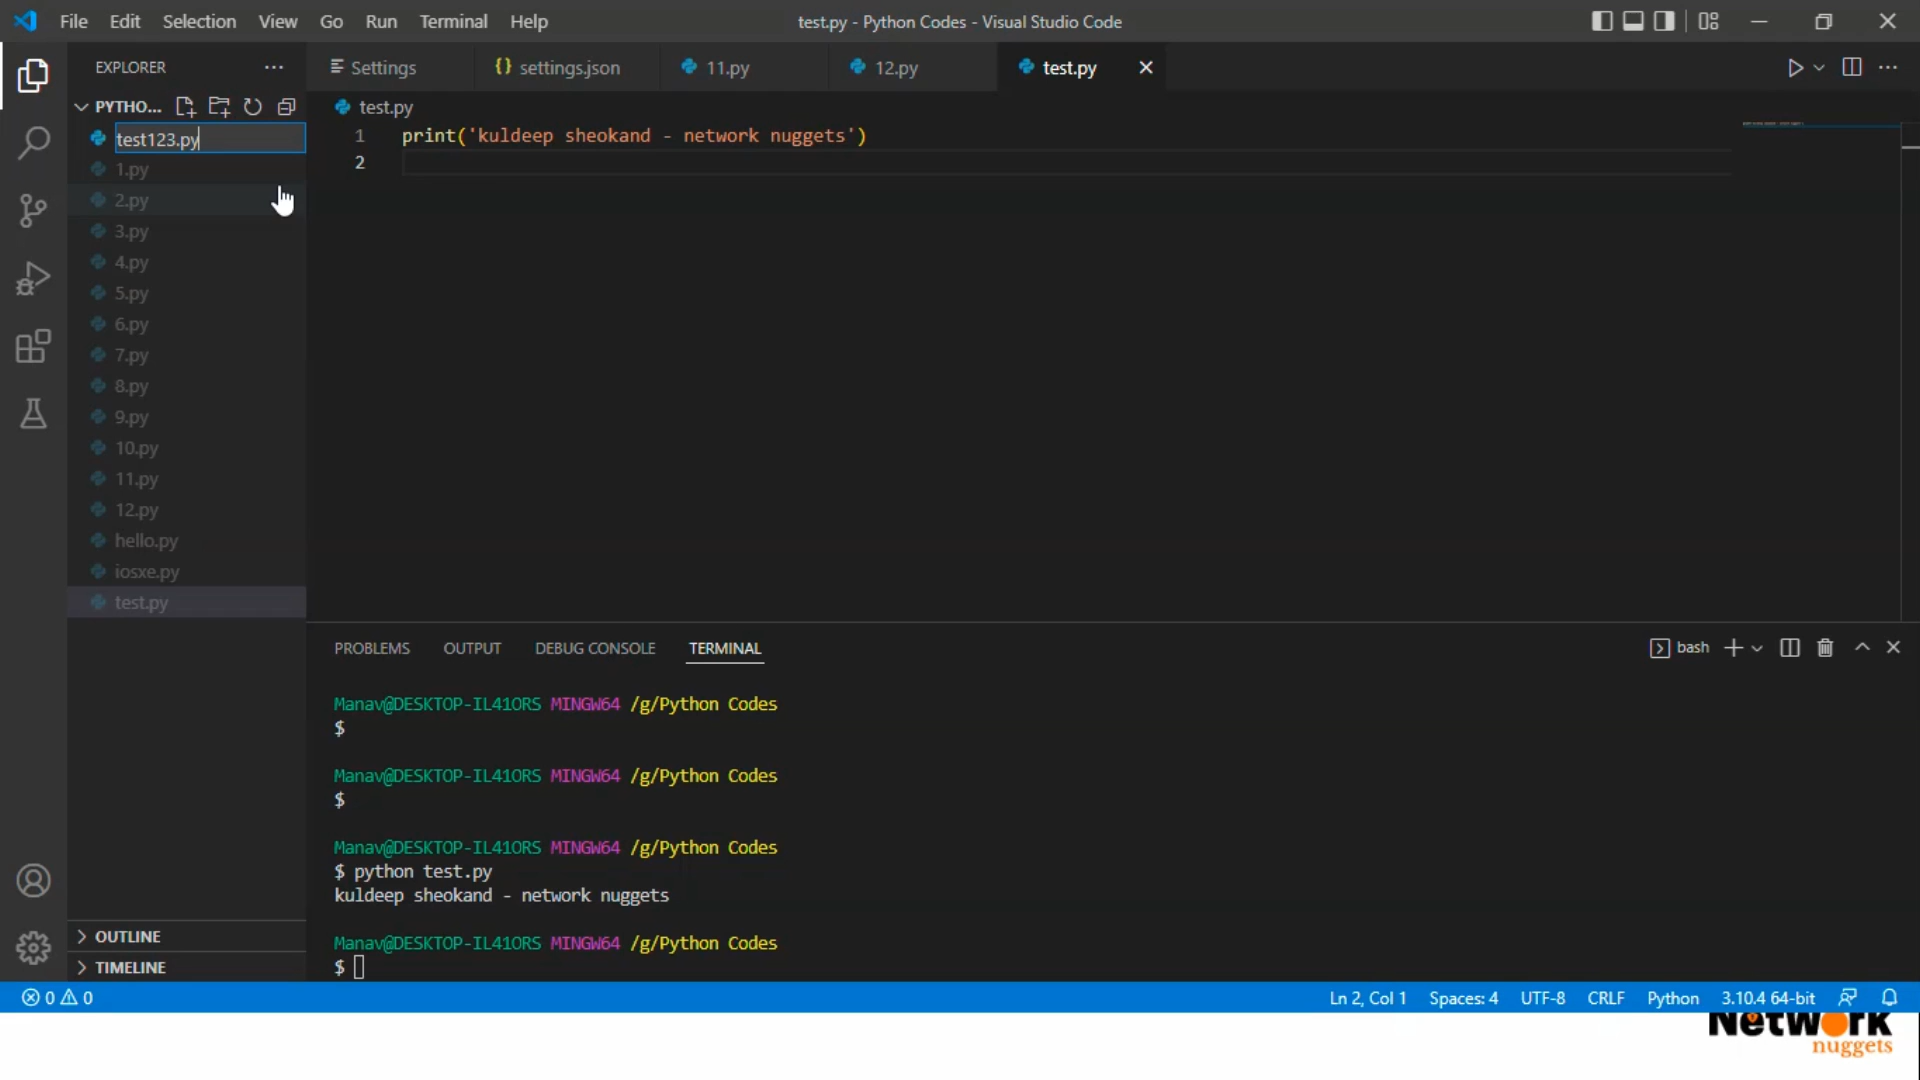 File Edit Selection View Go Run Terminal Help
test.py - Python Codes - Visual Studio Code
EXPLORER
Settings
settings.json
11.py
12.py
test.py
PYTHO...
test.py
test123.py
1.py
2.py
3.py
4.py
5.py
6.py
7.py
8.py
9.py
10.py
11.py
12.py
hello.py
iosxe.py
test.py
1 print('kuldeep sheokand - network nuggets')
2
PROBLEMS OUTPUT DEBUG CONSOLE TERMINAL
bash
Manav@DESKTOP-IL41ORS MINGW64 /g/Python Codes
$
Manav@DESKTOP-IL41ORS MINGW64 /g/Python Codes
$
Manav@DESKTOP-IL41ORS MINGW64 /g/Python Codes
$ python test.py
kuldeep sheokand - network nuggets
Manav@DESKTOP-IL41ORS MINGW64 /g/Python Codes
$
OUTLINE
TIMELINE
0 0
Ln 2, Col 1 Spaces: 4 UTF-8 CRLF Python 3.10.4 64-bit
Network
nuggets